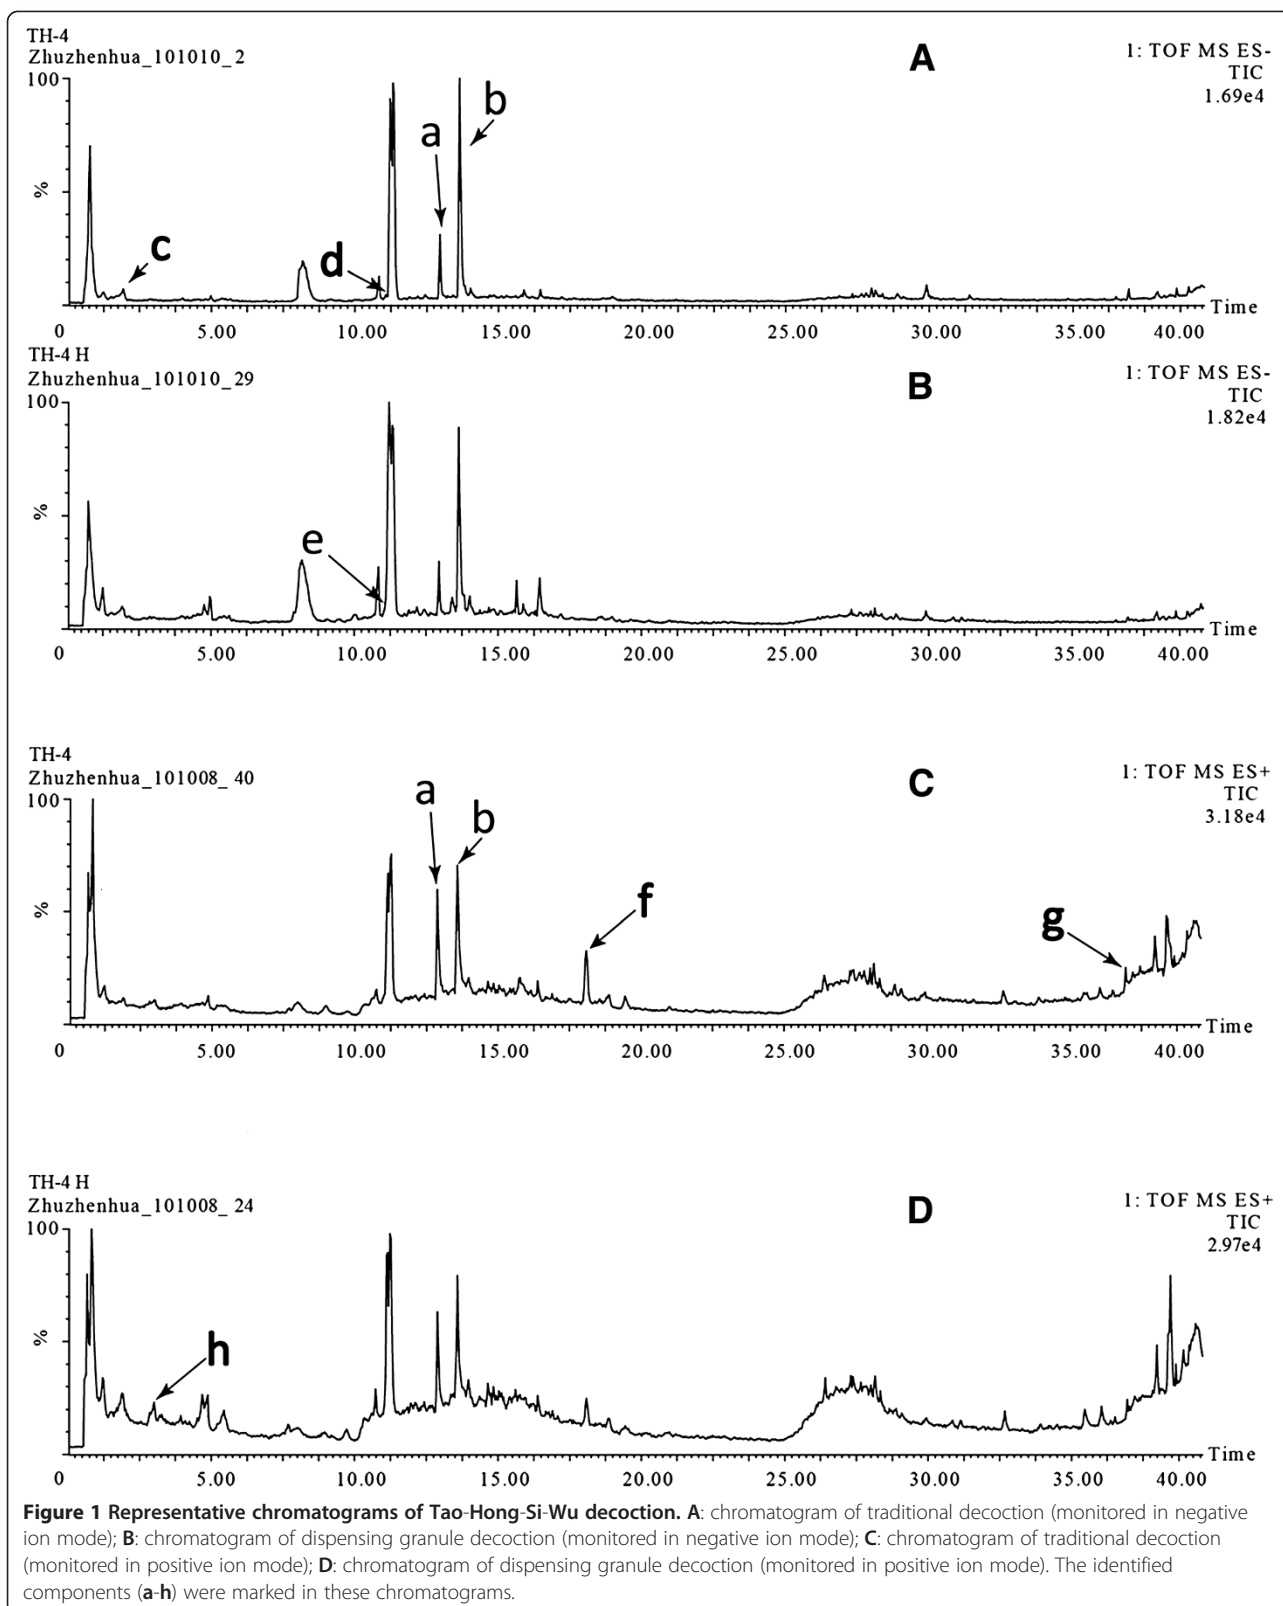 TH-4
Zhuzhenhua_101010_2
A
1: TOF MS ES-
TIC
1.69e4
100
%
a
b
c
d
Time
0 5.00 10.00 15.00 20.00 25.00 30.00 35.00 40.00
TH-4 H
Zhuzhenhua_101010_29
B
1: TOF MS ES-
TIC
1.82e4
100
%
e
Time
0 5.00 10.00 15.00 20.00 25.00 30.00 35.00 40.00
TH-4
Zhuzhenhua_101008_ 40
C
1: TOF MS ES+
TIC
3.18e4
100
%
a
b
f
g
Time
0 5.00 10.00 15.00 20.00 25.00 30.00 35.00 40.00
TH-4 H
Zhuzhenhua_101008_ 24
D
1: TOF MS ES+
TIC
2.97e4
100
%
h
Time
0 5.00 10.00 15.00 20.00 25.00 30.00 35.00 40.00
Figure 1 Representative chromatograms of Tao-Hong-Si-Wu decoction. A: chromatogram of traditional decoction (monitored in negative
ion mode); B: chromatogram of dispensing granule decoction (monitored in negative ion mode); C: chromatogram of traditional decoction
(monitored in positive ion mode); D: chromatogram of dispensing granule decoction (monitored in positive ion mode). The identified
components (a-h) were marked in these chromatograms.